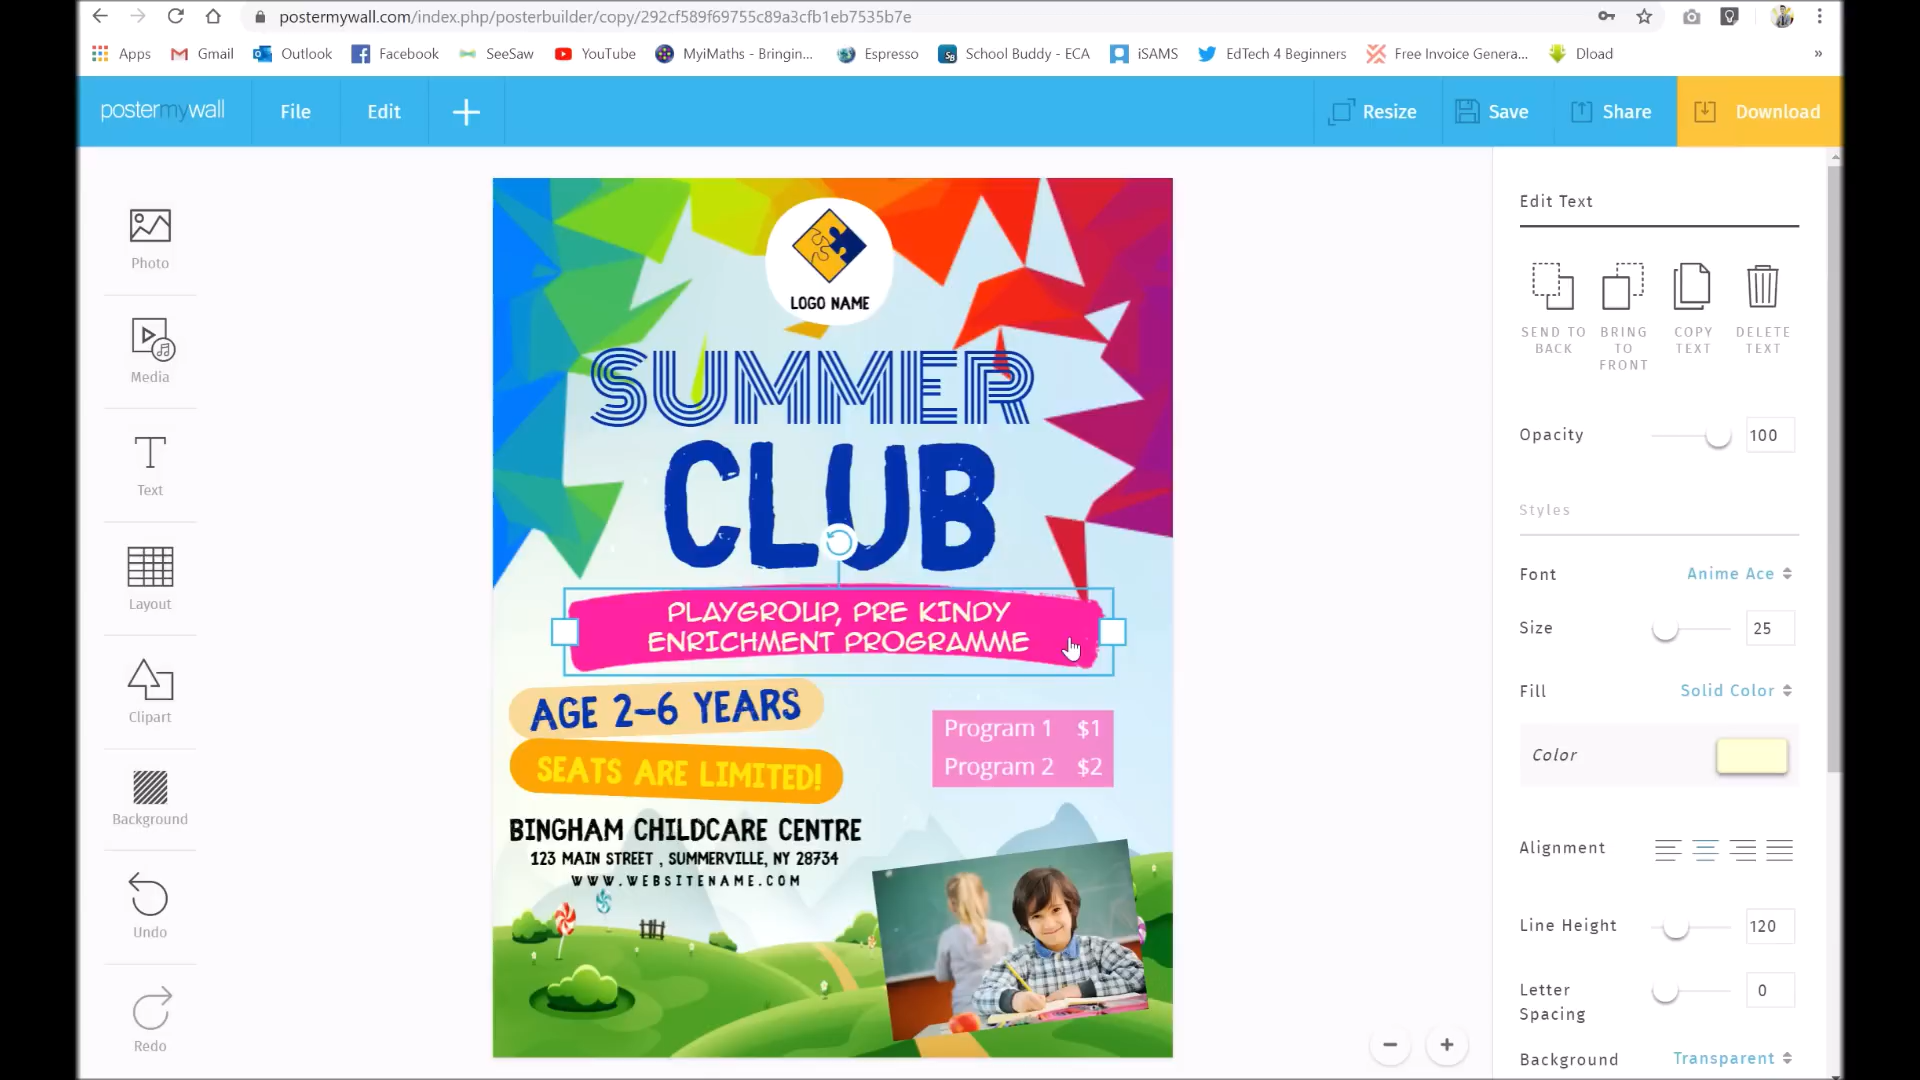 postermywall.com/index.php/posterbuilder/copy/292cf589f69755c89a3cfb1eb7535b7e
Apps Gmail Outlook Facebook SeeSaw YouTube MyiMaths - Bringin... Espresso School Buddy - ECA iSAMS EdTech 4 Beginners Free Invoice Genera... Dload »
postermywall File Edit Resize Save Share Download
Photo
Media
Text
Layout
Clipart
Background
Undo
Redo
LOGO NAME
SUMMER
CLUB
PLAYGROUP, PRE KINDY
ENRICHMENT PROGRAMME
AGE 2-6 YEARS
SEATS ARE LIMITED!
Program 1 $1
Program 2 $2
BINGHAM CHILDCARE CENTRE
123 MAIN STREET , SUMMERVILLE, NY 28734
WWW.WEBSITENAME.COM
Edit Text
SEND TO BACK
BRING TO FRONT
COPY TEXT
DELETE TEXT
Opacity 100
Styles
Font Anime Ace
Size 25
Fill Solid Color
Color
Alignment
Line Height 120
Letter Spacing 0
Background Transparent